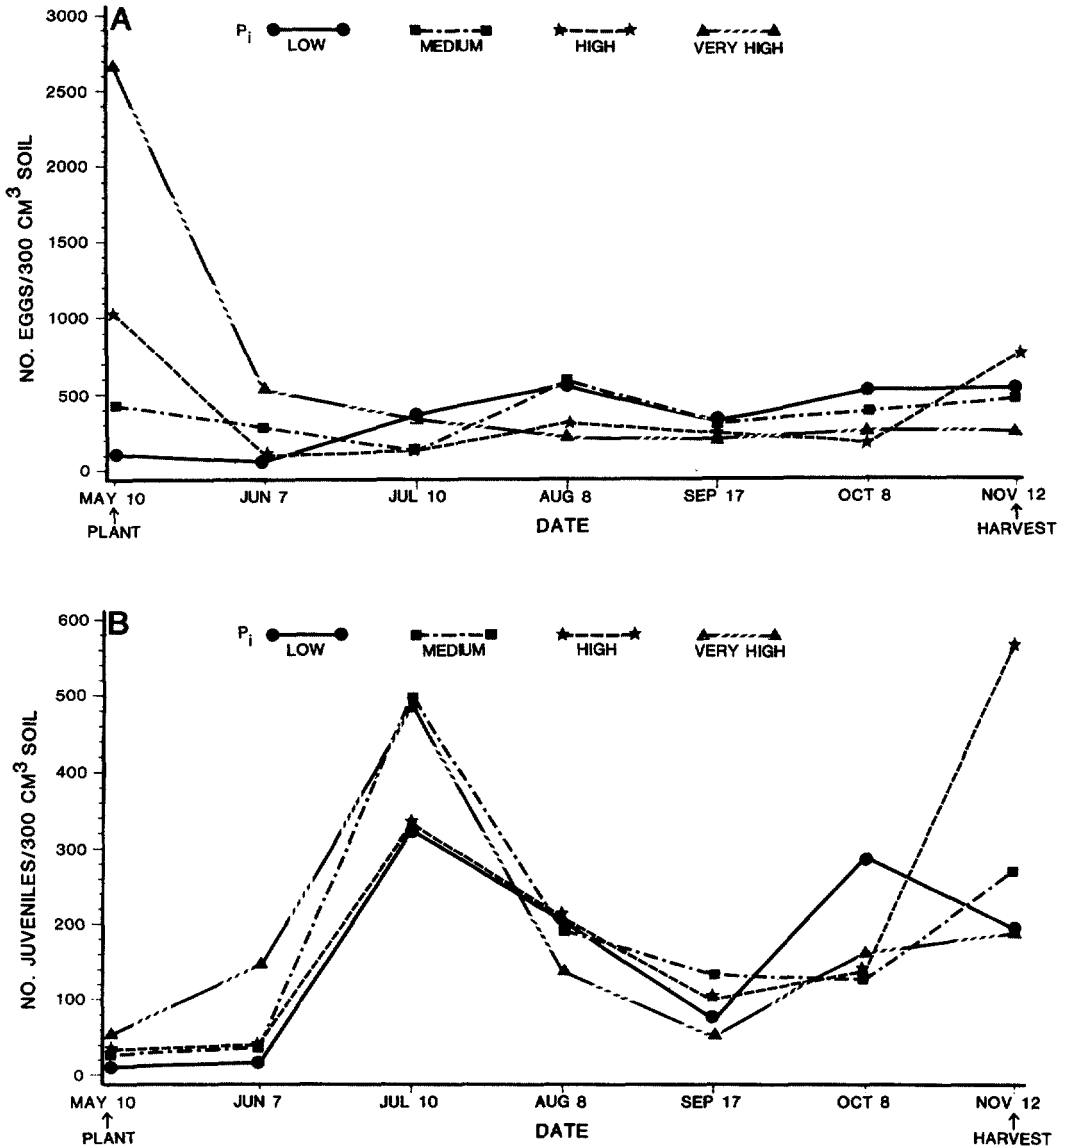 A
P i LOW MEDIUM HIGH VERY HIGH
3000
2500
2000
1500
1000
500
0
NO. EGGS/300 CM³ SOIL
MAY 10 JUN 7 JUL 10 AUG 8 SEP 17 OCT 8 NOV 12
PLANT DATE HARVEST
B
P i LOW MEDIUM HIGH VERY HIGH
600
500
400
300
200
100
0
NO. JUVENILES/300 CM³ SOIL
MAY 10 JUN 7 JUL 10 AUG 8 SEP 17 OCT 8 NOV 12
PLANT DATE HARVEST